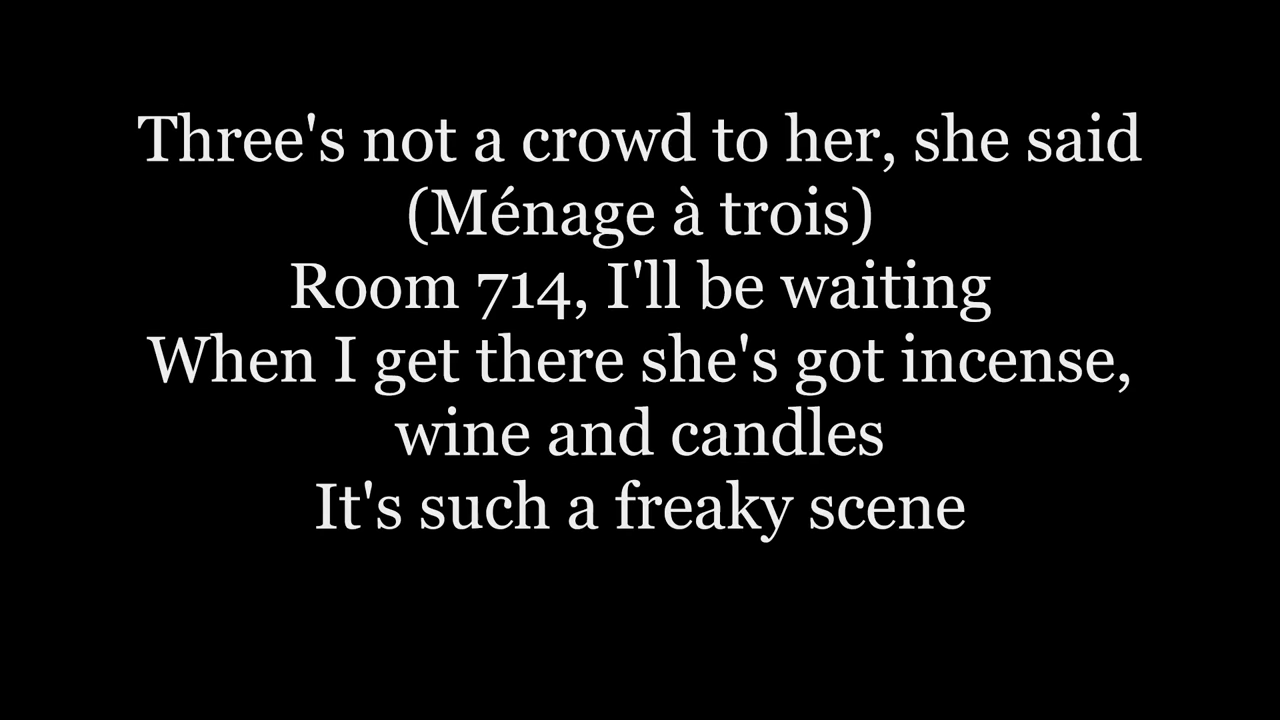 Three's not a crowd to her, she said
(Ménage à trois)
Room 714, I'll be waiting
When I get there she's got incense,
wine and candles
It's such a freaky scene